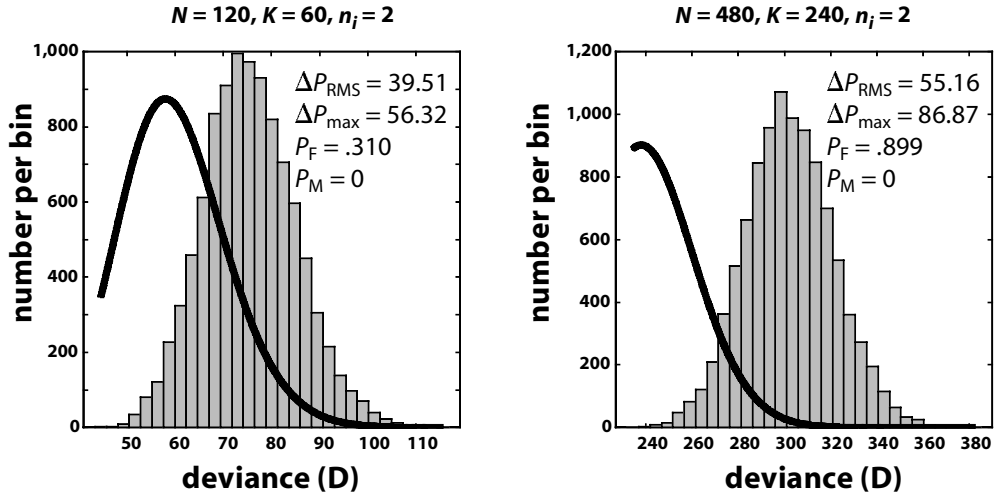 N = 120, K = 60, nᵢ = 2
number per bin
1,000
800
600
400
200
0
ΔP_RMS = 39.51
ΔP_max = 56.32
P_F = .310
P_M = 0
50 60 70 80 90 100 110
deviance (D)
N = 480, K = 240, nᵢ = 2
number per bin
1,200
1,000
800
600
400
200
0
ΔP_RMS = 55.16
ΔP_max = 86.87
P_F = .899
P_M = 0
240 260 280 300 320 340 360 380
deviance (D)